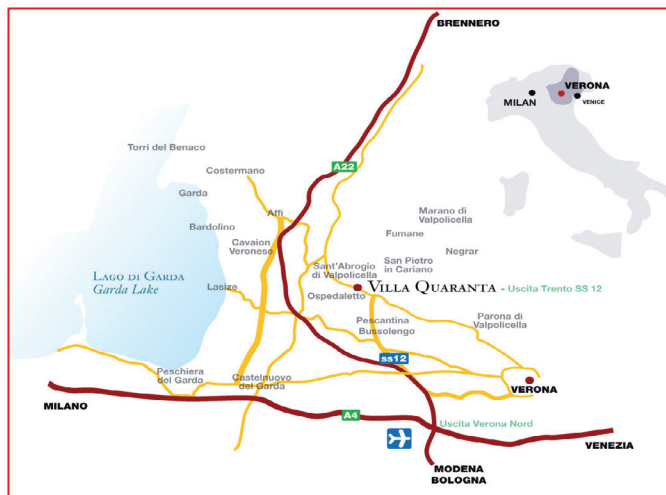 BRENNERO
VERONA
MILAN
VENICE
Torri del Benaco
A22
Costermano
Garda
Affi
Marano di
Valpolicella
Bardolino
Fumane
Cavaion
Veronese
Negrar
San Pietro
in Cariano
Sant'Abrogio
di Valpolicella
LAGO DI GARDA
Garda Lake
Lasize
VILLA QUARANTA - Uscita Trento SS 12
Ospedaletto
Pescantina
Bussolengo
Parona di
Valpolicella
ss12
Peschiera
del Garda
Castelnuovo
del Garda
VERONA
MILANO
A4
Uscita Verona Nord
VENEZIA
MODENA
BOLOGNA